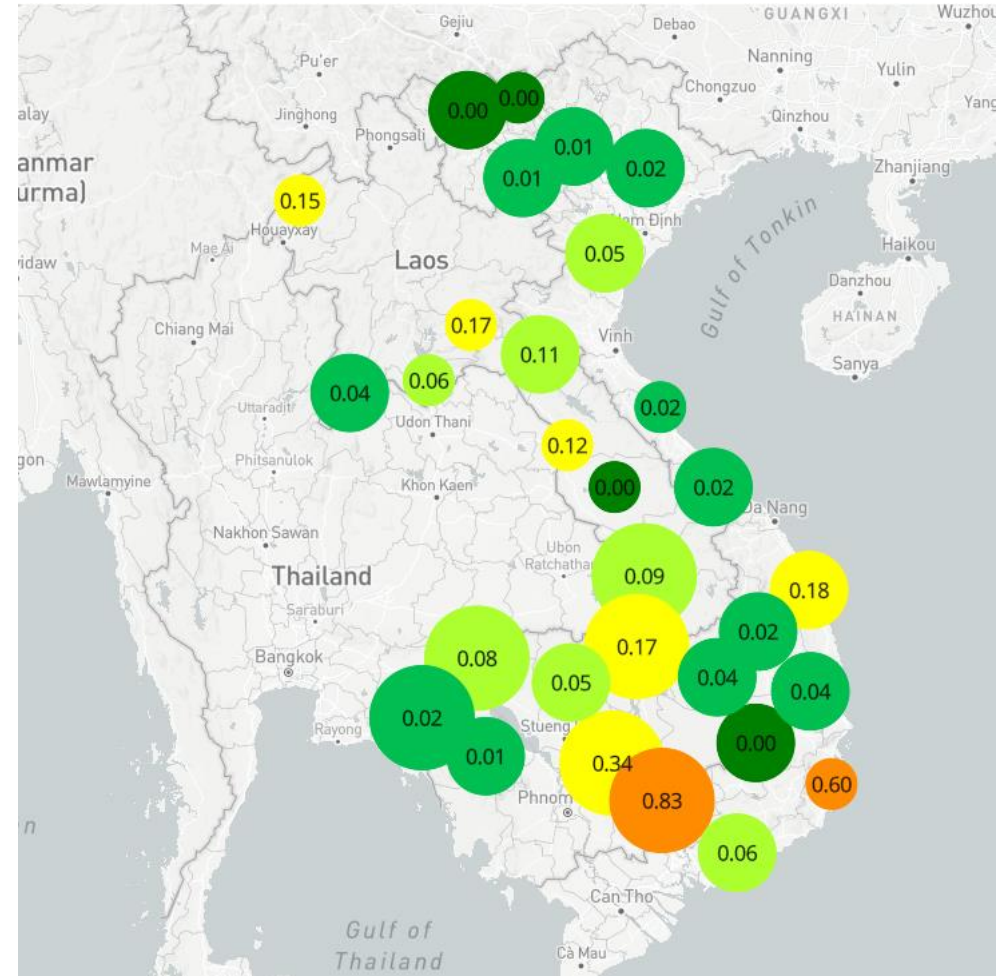 Gejiu
Debao
GUANGXI
Wuzhou
Pu'er
Nanning
Yulin
Chongzuo
alay
Jinghong
0.00
0.00
Yang
Qinzhou
Phongsali
0.01
anmar
urma)
0.01
0.02
Zhanjiang
0.15
Houayxay
Nam Định
Mae Ai
Haikou
idaw
Laos
0.05
Gulf of Tonkin
Danzhou
HAINAN
Chiang Mai
0.17
Vinh
0.11
Sanya
0.04
0.06
Uttaradit
0.02
Udon Thani
0.12
gon
Phitsanulok
Mawlamyine
Khon Kaen
0.00
0.02
Da Nang
Nakhon Sawan
Ubon
Ratchathan
Thailand
0.09
0.18
Saraburi
0.02
Bangkok
0.08
0.17
0.04
0.05
0.04
0.02
Rayong
Stueng
0.01
0.00
0.34
0.60
Phnom
0.83
n
0.06
Can Tho
Gulf of
Thailand
Cà Mau